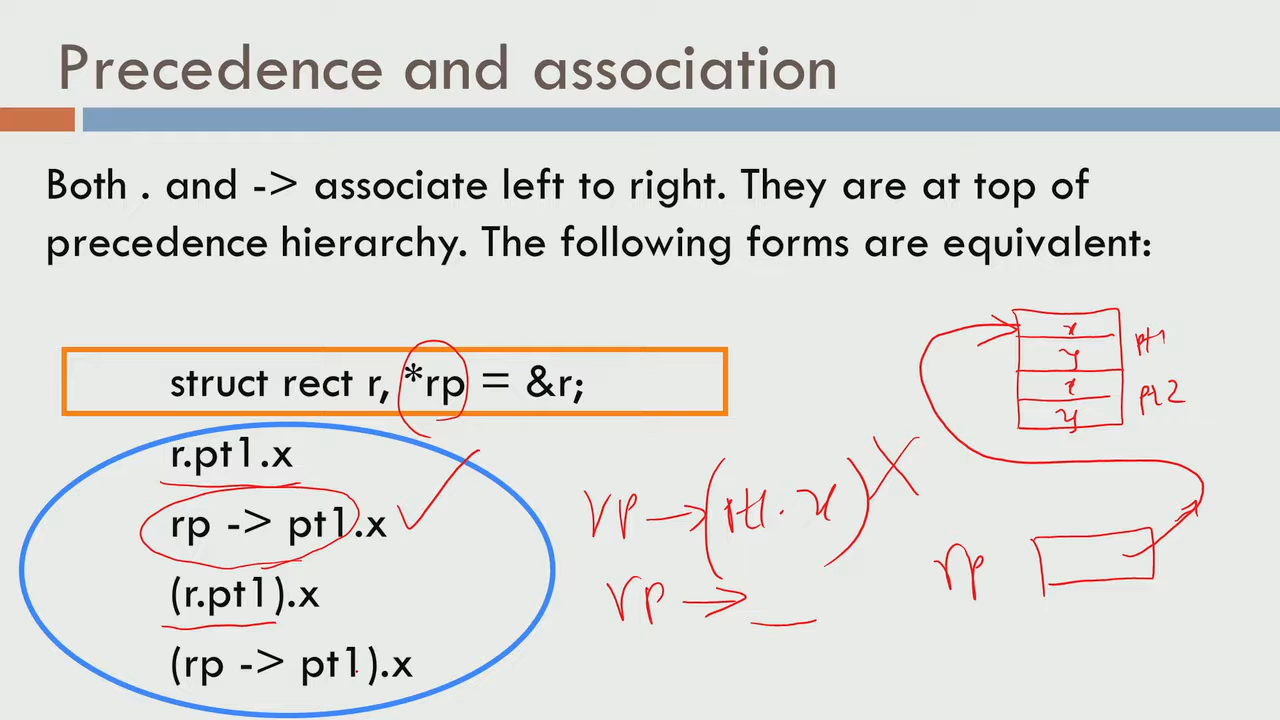 Precedence and association
Both . and -> associate left to right. They are at top of
precedence hierarchy. The following forms are equivalent:
struct rect r, *rp = &r;
r.pt1.x
rp -> pt1.x
(r.pt1).x
(rp -> pt1).x
rp → (pt1.x) X
rp → __
x
y
pt1
x
y
pt2
rp